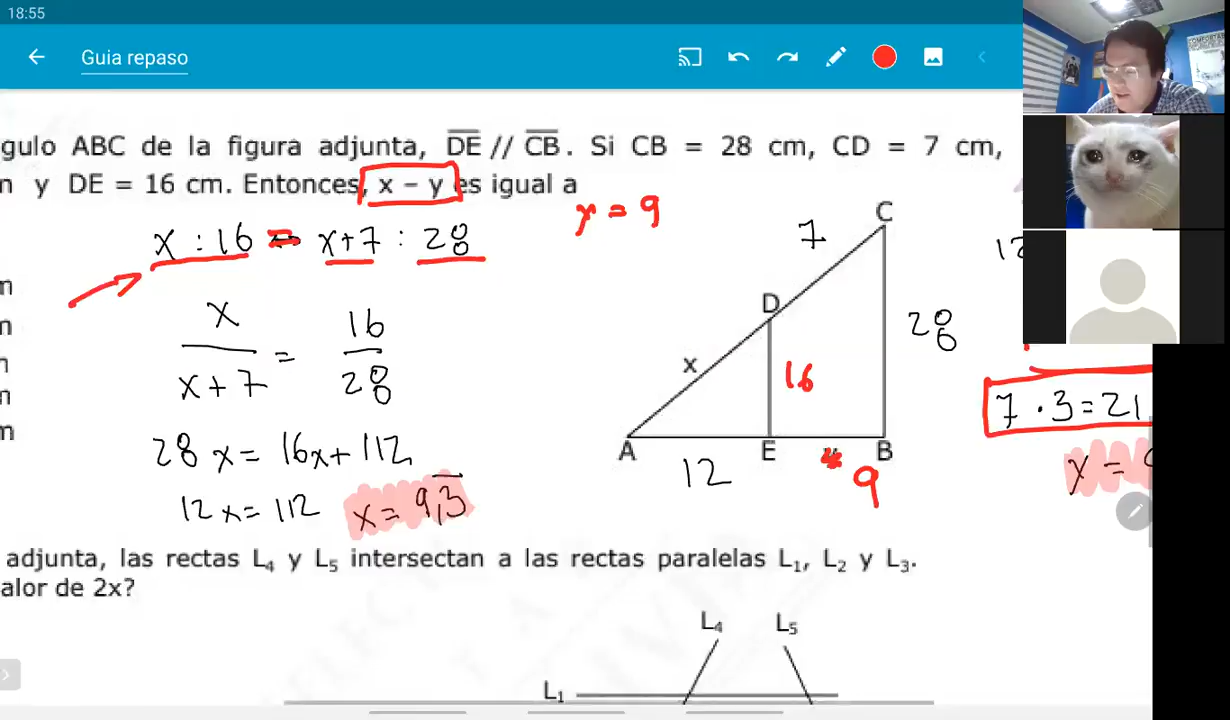 18:55
Guia repaso
gulo ABC de la figura adjunta, DE // CB. Si CB = 28 cm, CD = 7 cm,
n y DE = 16 cm. Entonces, x – y es igual a
y = 9
x : 16 = x+7 : 28
n
m
n
n
m
x / x+7 = 16 / 28
28x = 16x + 112
12x = 112 x = 9,3
C
7
D
x
16
28
A
12
E
9
B
12
7 · 3 = 21
y =
adjunta, las rectas L4 y L5 intersectan a las rectas paralelas L1, L2 y L3.
alor de 2x?
L4 L5
L1